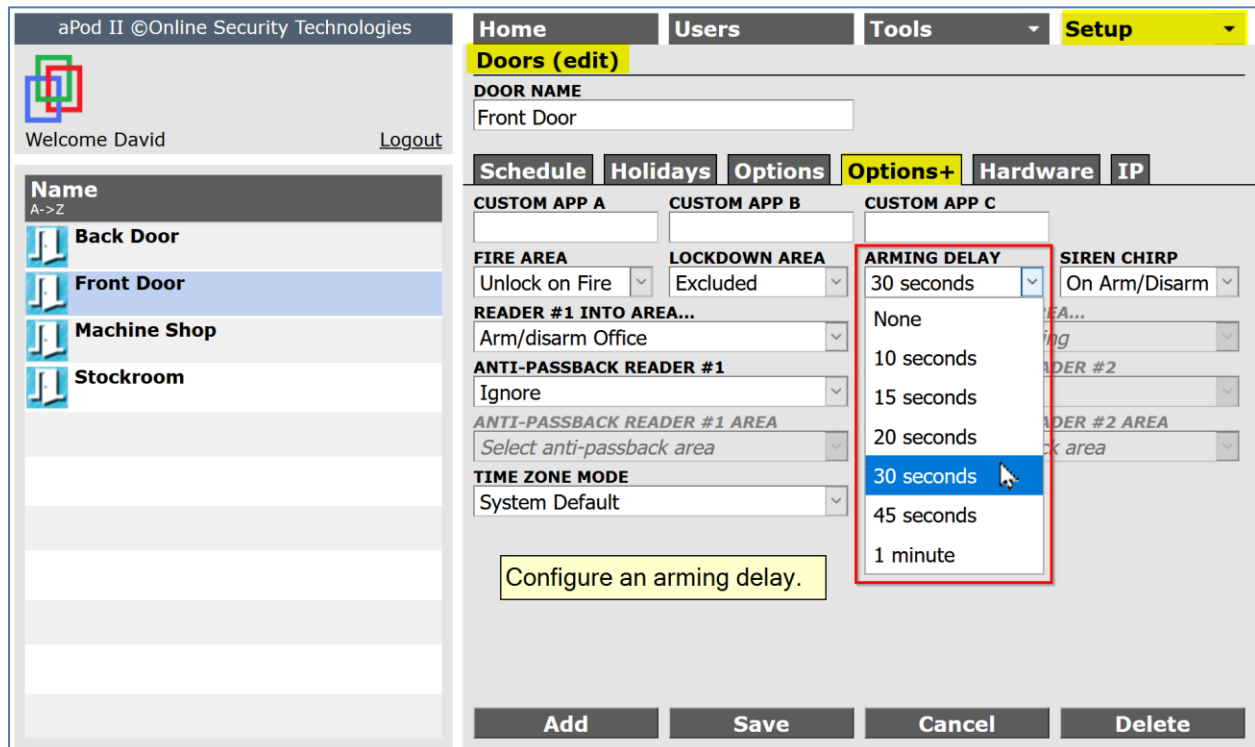 aPod II ©Online Security Technologies
Welcome David Logout
Name
A->Z
Back Door
Front Door
Machine Shop
Stockroom
Home Users Tools Setup
Doors (edit)
DOOR NAME
Front Door
Schedule Holidays Options Options+ Hardware IP
CUSTOM APP A CUSTOM APP B CUSTOM APP C
FIRE AREA LOCKDOWN AREA ARMING DELAY SIREN CHIRP
Unlock on Fire Excluded 30 seconds On Arm/Disarm
READER #1 INTO AREA...
Arm/disarm Office
ANTI-PASSBACK READER #1 #2
Ignore
ANTI-PASSBACK READER #1 AREA #2 AREA
Select anti-passback area area
TIME ZONE MODE
System Default
None
10 seconds
15 seconds
20 seconds
30 seconds
45 seconds
1 minute
Configure an arming delay.
Add Save Cancel Delete